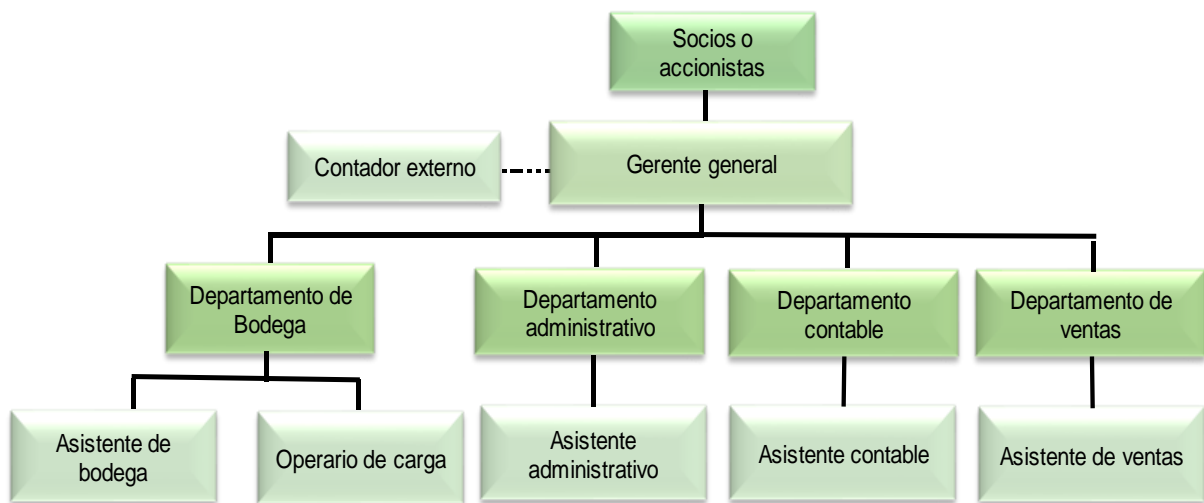 Socios o
accionistas
Contador externo
Gerente general
Departamento de
Bodega
Departamento
administrativo
Departamento
contable
Departamento de
ventas
Asistente de
bodega
Operario de carga
Asistente
administrativo
Asistente contable
Asistente de ventas